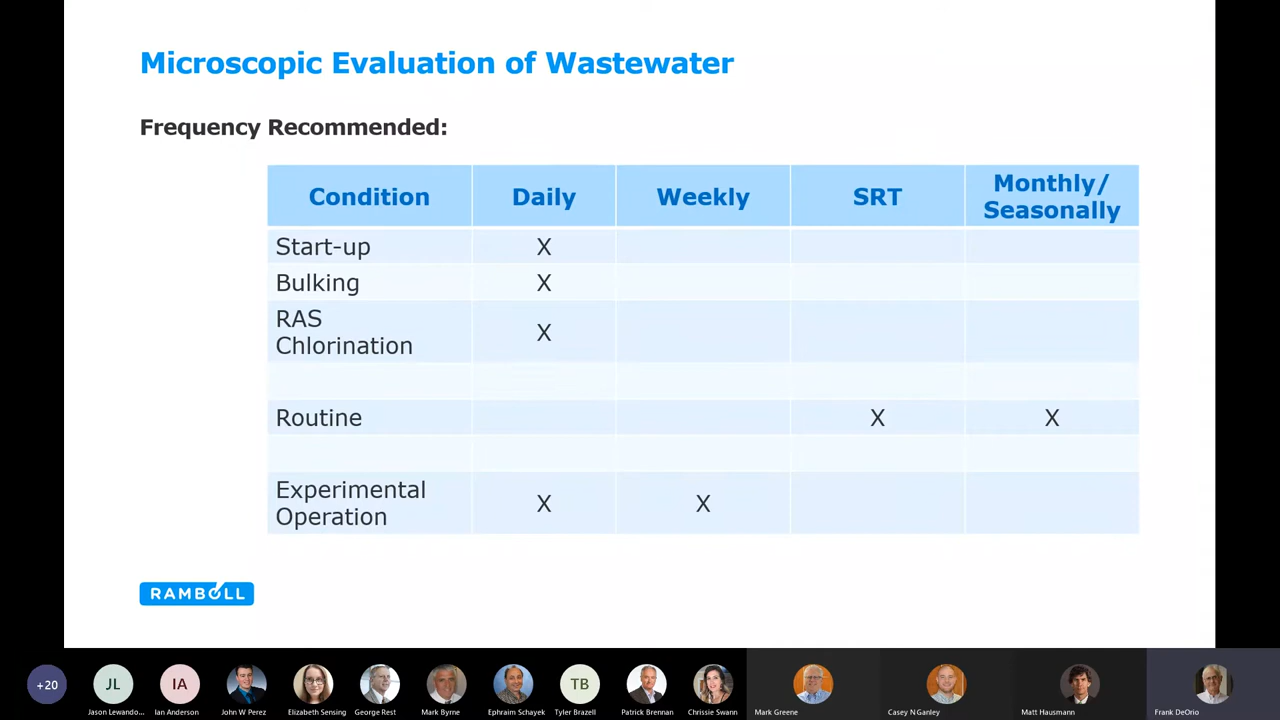 Microscopic Evaluation of Wastewater
Frequency Recommended:
Condition Daily Weekly SRT Monthly/
Seasonally
Start-up X
Bulking X
RAS
Chlorination X
Routine X X
Experimental
Operation X X
RAMBOLL
+20 JL IA TB
Jason Lewando... Ian Anderson John W Perez Elizabeth Sensing George Rest Mark Byrne Ephraim Schayek Tyler Brazell Patrick Brennan Chrissie Swann Mark Greene Casey N Ganley Matt Hausmann Frank DeOrio